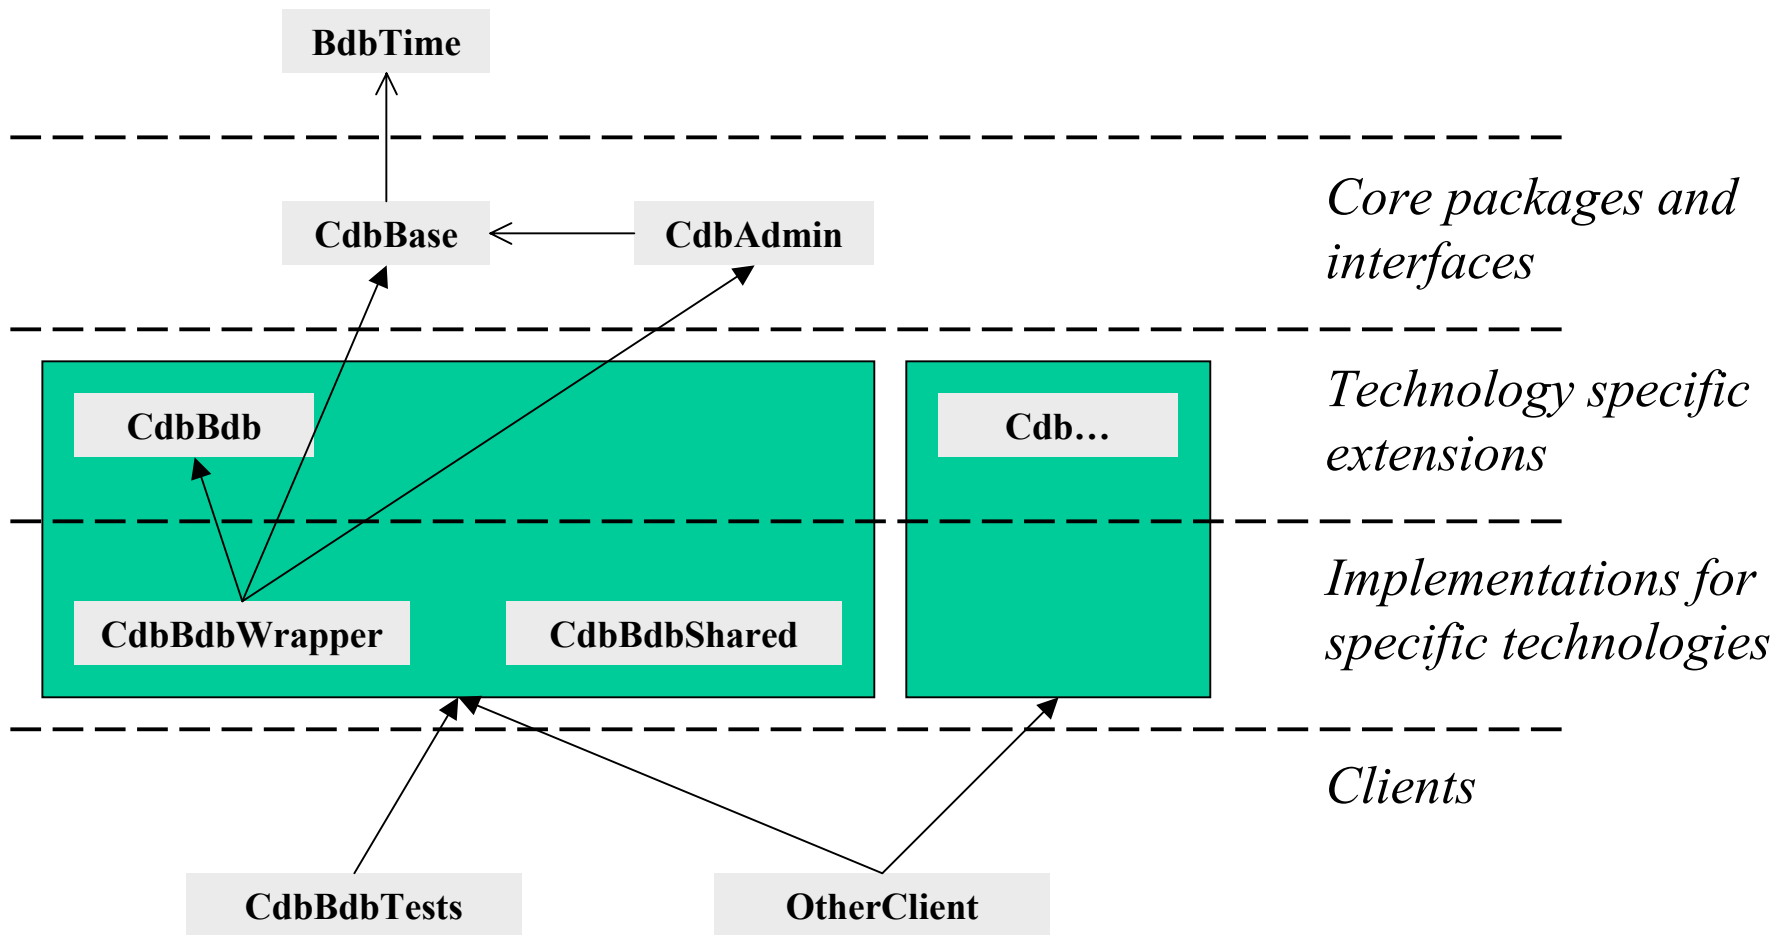 BdbTime
CdbBase
CdbAdmin
Core packages and
interfaces
CdbBdb
Cdb…
Technology specific
extensions
CdbBdbWrapper
CdbBdbShared
Implementations for
specific technologies
Clients
CdbBdbTests
OtherClient